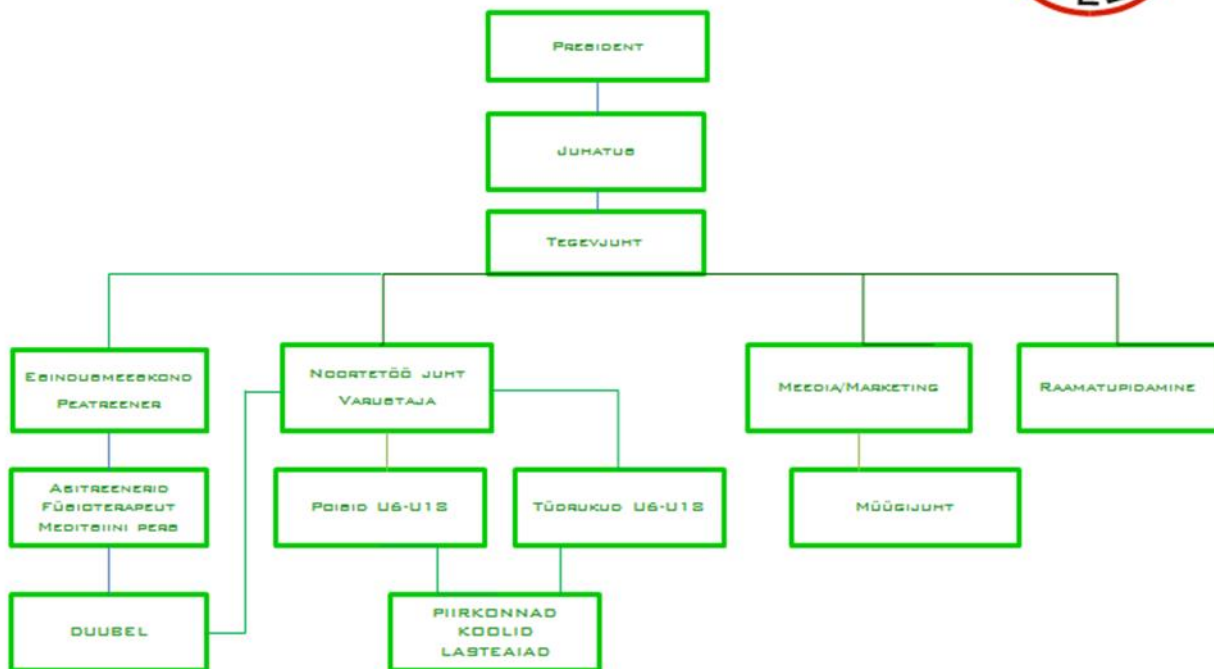 PRESIDENT
JUHATUS
TEGEVJUHT
ESINDUSMEESKOND
PEATREENER
NOORTETÖÖ JUHT
VARUSTAJA
MEEDIA/MARKETING
RAAMATUPIDAMINE
ABITREENERID
FÜSIOTERAPEUT
MEDITSIINI PERS
POISID U6-U18
TÜDRUKUD U6-U18
MÜÜGIJUHT
DUUBEL
PIIRKONNAD
KOOLID
LASTEAIAD